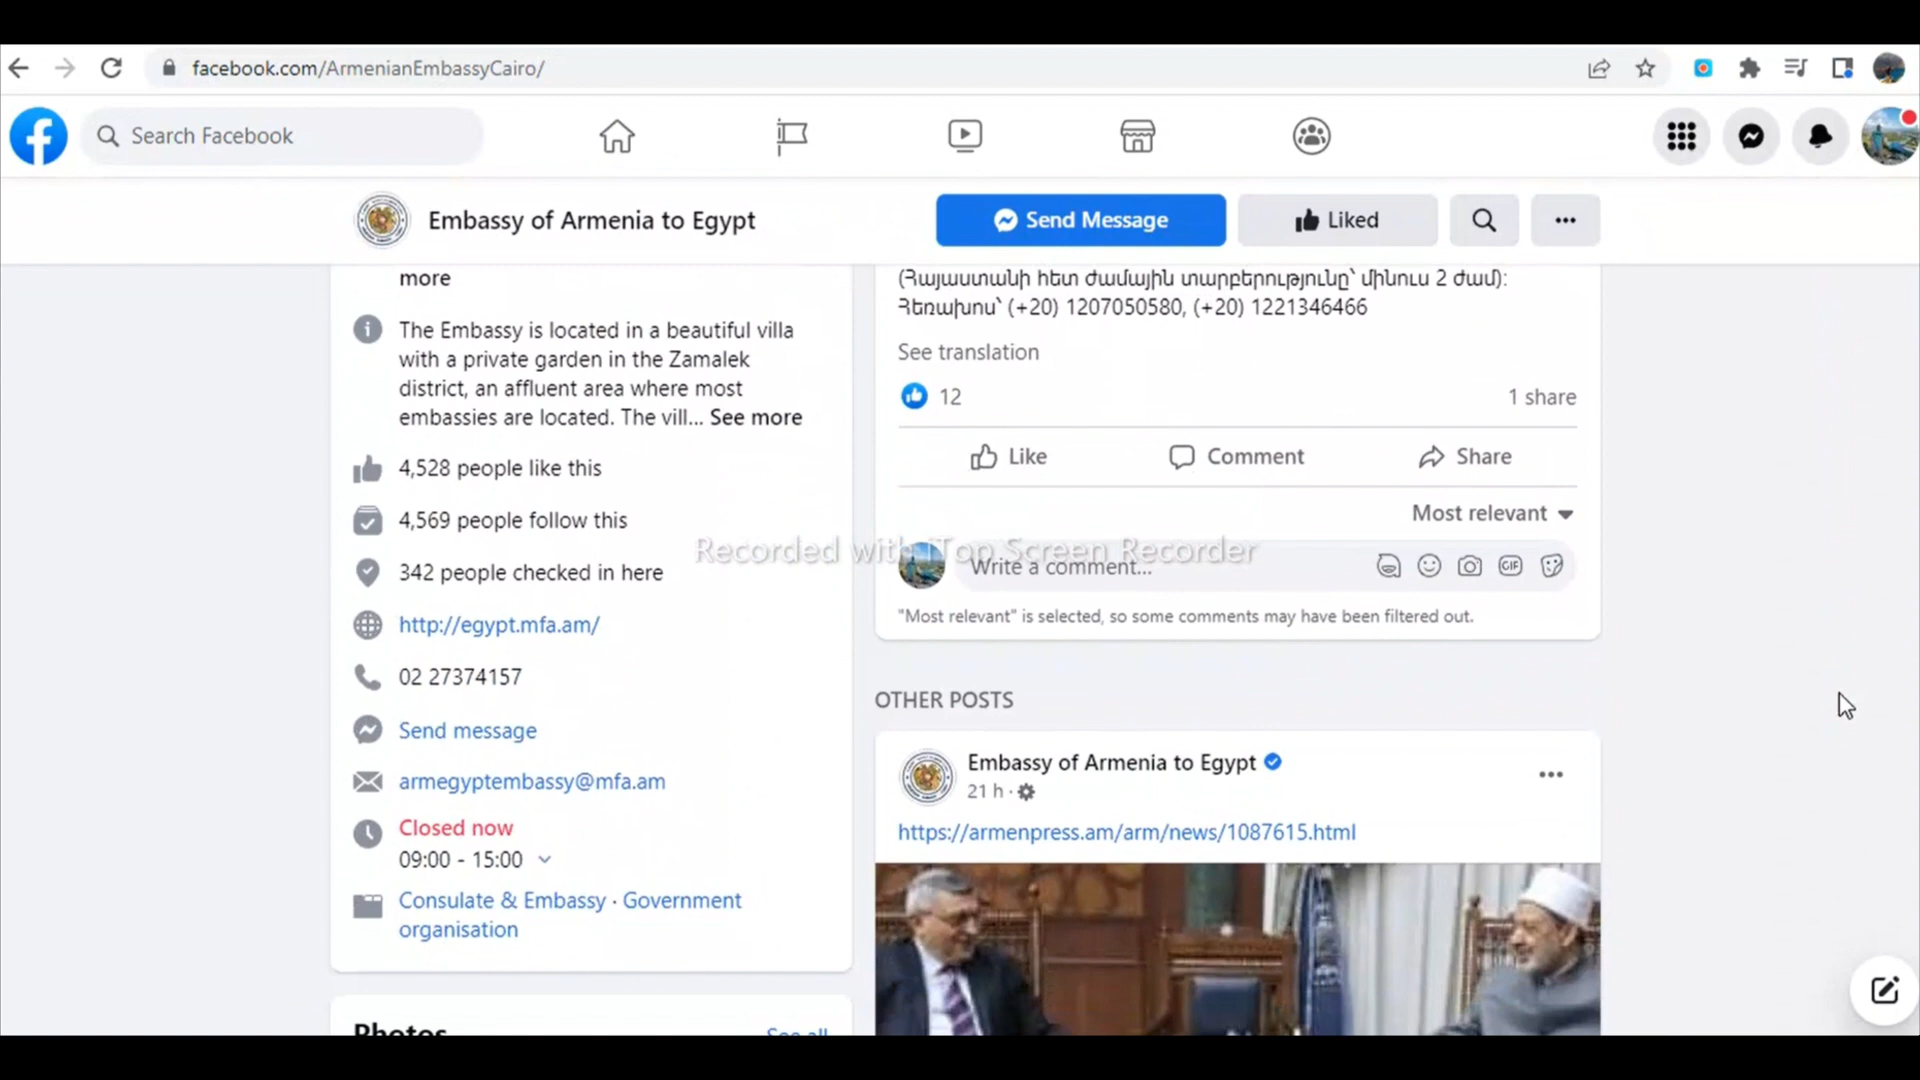 facebook.com/ArmenianEmbassyCairo/
Search Facebook
Embassy of Armenia to Egypt
Send Message
Liked
more
The Embassy is located in a beautiful villa
with a private garden in the Zamalek
district, an affluent area where most
embassies are located. The vill... See more
4,528 people like this
4,569 people follow this
342 people checked in here
http://egypt.mfa.am/
02 27374157
Send message
armegyptembassy@mfa.am
Closed now
09:00 - 15:00
Consulate & Embassy · Government
organisation
Photos
See all
(Հայաստանի հետ ժամային տարբերությունը՝ մինուս 2 ժամ):
Հեռախոս՝ (+20) 1207050580, (+20) 1221346466
See translation
12
1 share
Like
Comment
Share
Most relevant
Recorded with iTop Screen Recorder
Write a comment...
GIF
"Most relevant" is selected, so some comments may have been filtered out.
OTHER POSTS
Embassy of Armenia to Egypt
21 h ·
https://armenpress.am/arm/news/1087615.html